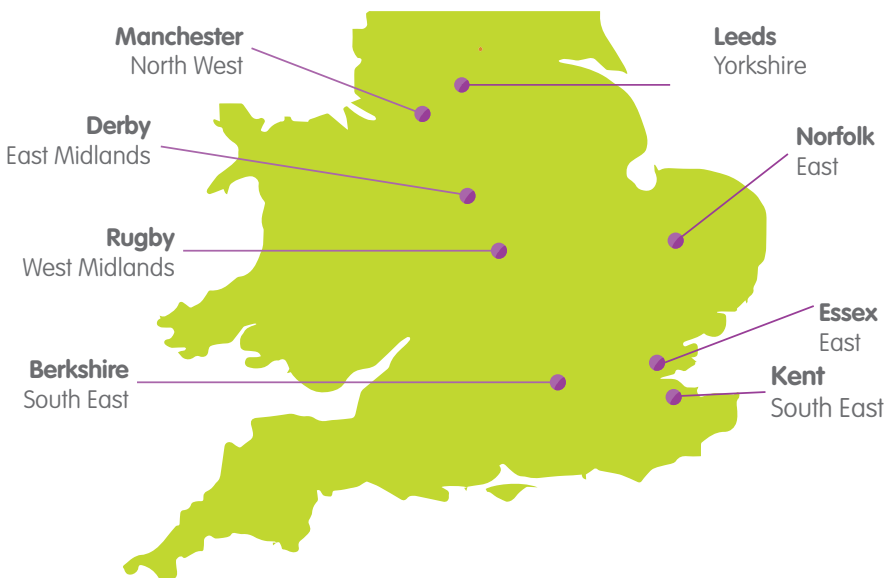 Manchester
North West
Leeds
Yorkshire
Derby
East Midlands
Norfolk
East
Rugby
West Midlands
Essex
East
Berkshire
South East
Kent
South East